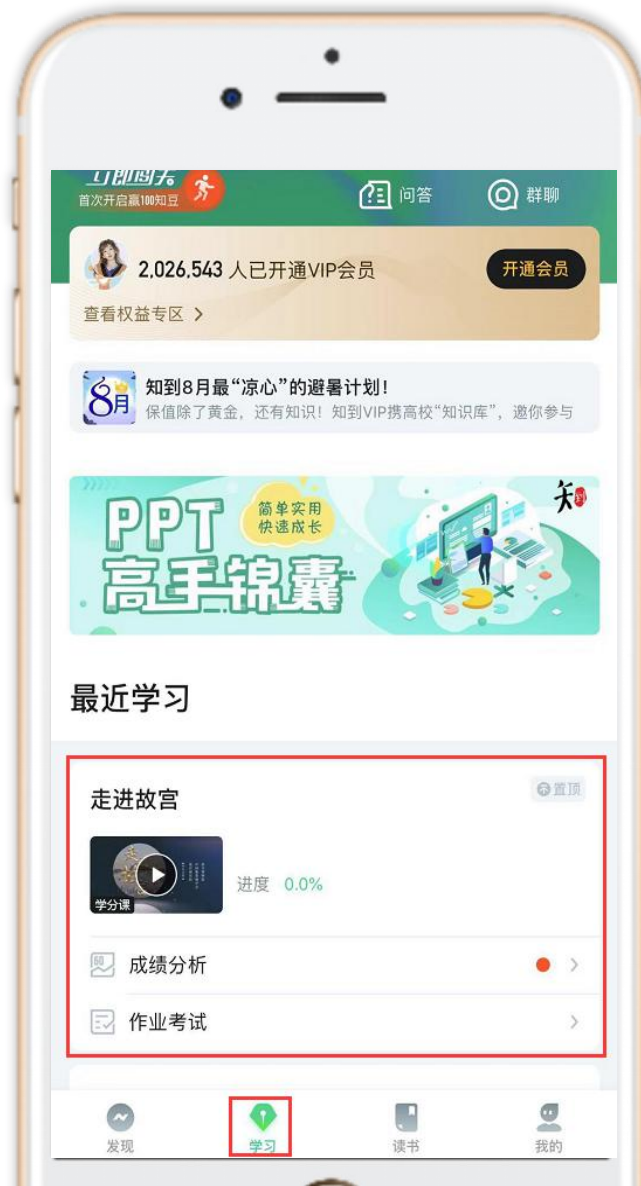 立即闯关
首次开启赢100知豆
问答
群聊
2,026,543 人已开通VIP会员
开通会员
查看权益专区
8月
知到8月最“凉心”的避暑计划！
保值除了黄金，还有知识！知到VIP携高校“知识库”，邀你参与
PPT
简单实用
快速成长
高手锦囊
知到
最近学习
走进故宫
置顶
学分课
进度 0.0%
成绩分析
作业考试
发现
学习
读书
我的